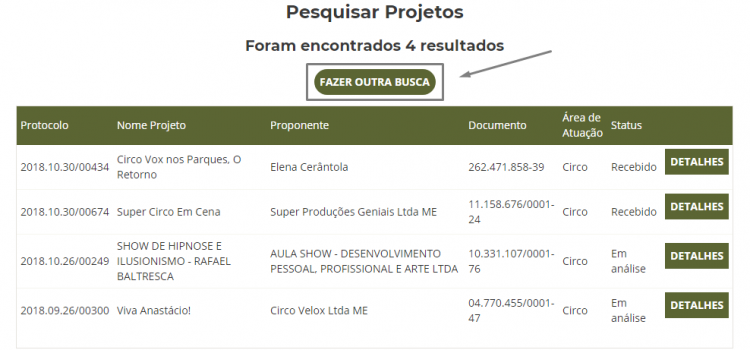 Pesquisar Projetos
Foram encontrados 4 resultados
FAZER OUTRA BUSCA
Protocolo Nome Projeto Proponente Documento Área de Atuação Status
2018.10.30/00434 Circo Vox nos Parques, O Retorno Elena Cerântola 262.471.858-39 Circo Recebido DETALHES
2018.10.30/00674 Super Circo Em Cena Super Produções Geniais Ltda ME 11.158.676/0001-24 Circo Recebido DETALHES
2018.10.26/00249 SHOW DE HIPNOSE E ILUSIONISMO - RAFAEL BALTRESCA AULA SHOW - DESENVOLVIMENTO PESSOAL, PROFISSIONAL E ARTE LTDA 10.331.107/0001-76 Circo Em análise DETALHES
2018.09.26/00300 Viva Anastácio! Circo Velox Ltda ME 04.770.455/0001-47 Circo Em análise DETALHES